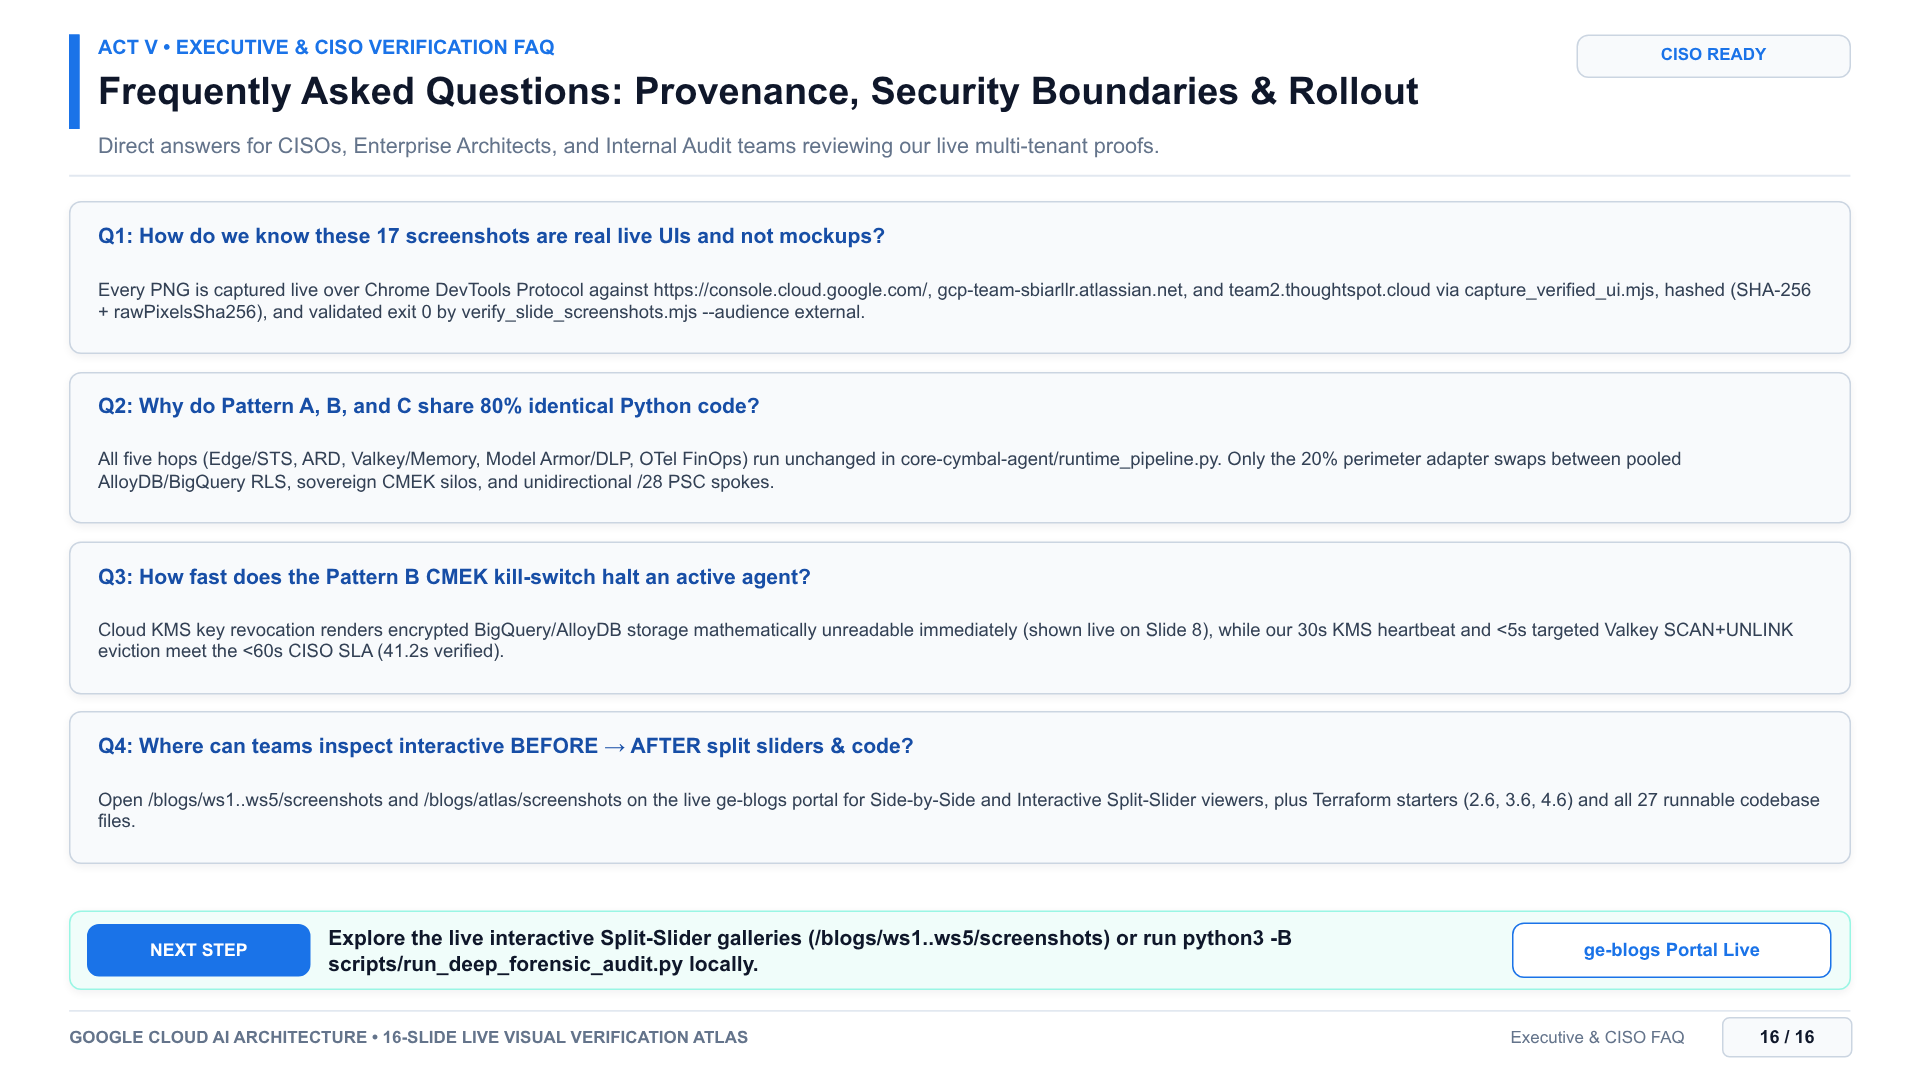 ACT V • EXECUTIVE & CISO VERIFICATION FAQ
CISO READY
Frequently Asked Questions: Provenance, Security Boundaries & Rollout
Direct answers for CISOs, Enterprise Architects, and Internal Audit teams reviewing our live multi-tenant proofs.
Q1: How do we know these 17 screenshots are real live UIs and not mockups?
Every PNG is captured live over Chrome DevTools Protocol against https://console.cloud.google.com/, gcp-team-sbiarllr.atlassian.net, and team2.thoughtspot.cloud via capture_verified_ui.mjs, hashed (SHA-256
+ rawPixelsSha256), and validated exit 0 by verify_slide_screenshots.mjs --audience external.
Q2: Why do Pattern A, B, and C share 80% identical Python code?
All five hops (Edge/STS, ARD, Valkey/Memory, Model Armor/DLP, OTel FinOps) run unchanged in core-cymbal-agent/runtime_pipeline.py. Only the 20% perimeter adapter swaps between pooled
AlloyDB/BigQuery RLS, sovereign CMEK silos, and unidirectional /28 PSC spokes.
Q3: How fast does the Pattern B CMEK kill-switch halt an active agent?
Cloud KMS key revocation renders encrypted BigQuery/AlloyDB storage mathematically unreadable immediately (shown live on Slide 8), while our 30s KMS heartbeat and <5s targeted Valkey SCAN+UNLINK
eviction meet the <60s CISO SLA (41.2s verified).
Q4: Where can teams inspect interactive BEFORE → AFTER split sliders & code?
Open /blogs/ws1..ws5/screenshots and /blogs/atlas/screenshots on the live ge-blogs portal for Side-by-Side and Interactive Split-Slider viewers, plus Terraform starters (2.6, 3.6, 4.6) and all 27 runnable codebase
files.
NEXT STEP
Explore the live interactive Split-Slider galleries (/blogs/ws1..ws5/screenshots) or run python3 -B
scripts/run_deep_forensic_audit.py locally.
ge-blogs Portal Live
GOOGLE CLOUD AI ARCHITECTURE • 16-SLIDE LIVE VISUAL VERIFICATION ATLAS
Executive & CISO FAQ
16 / 16